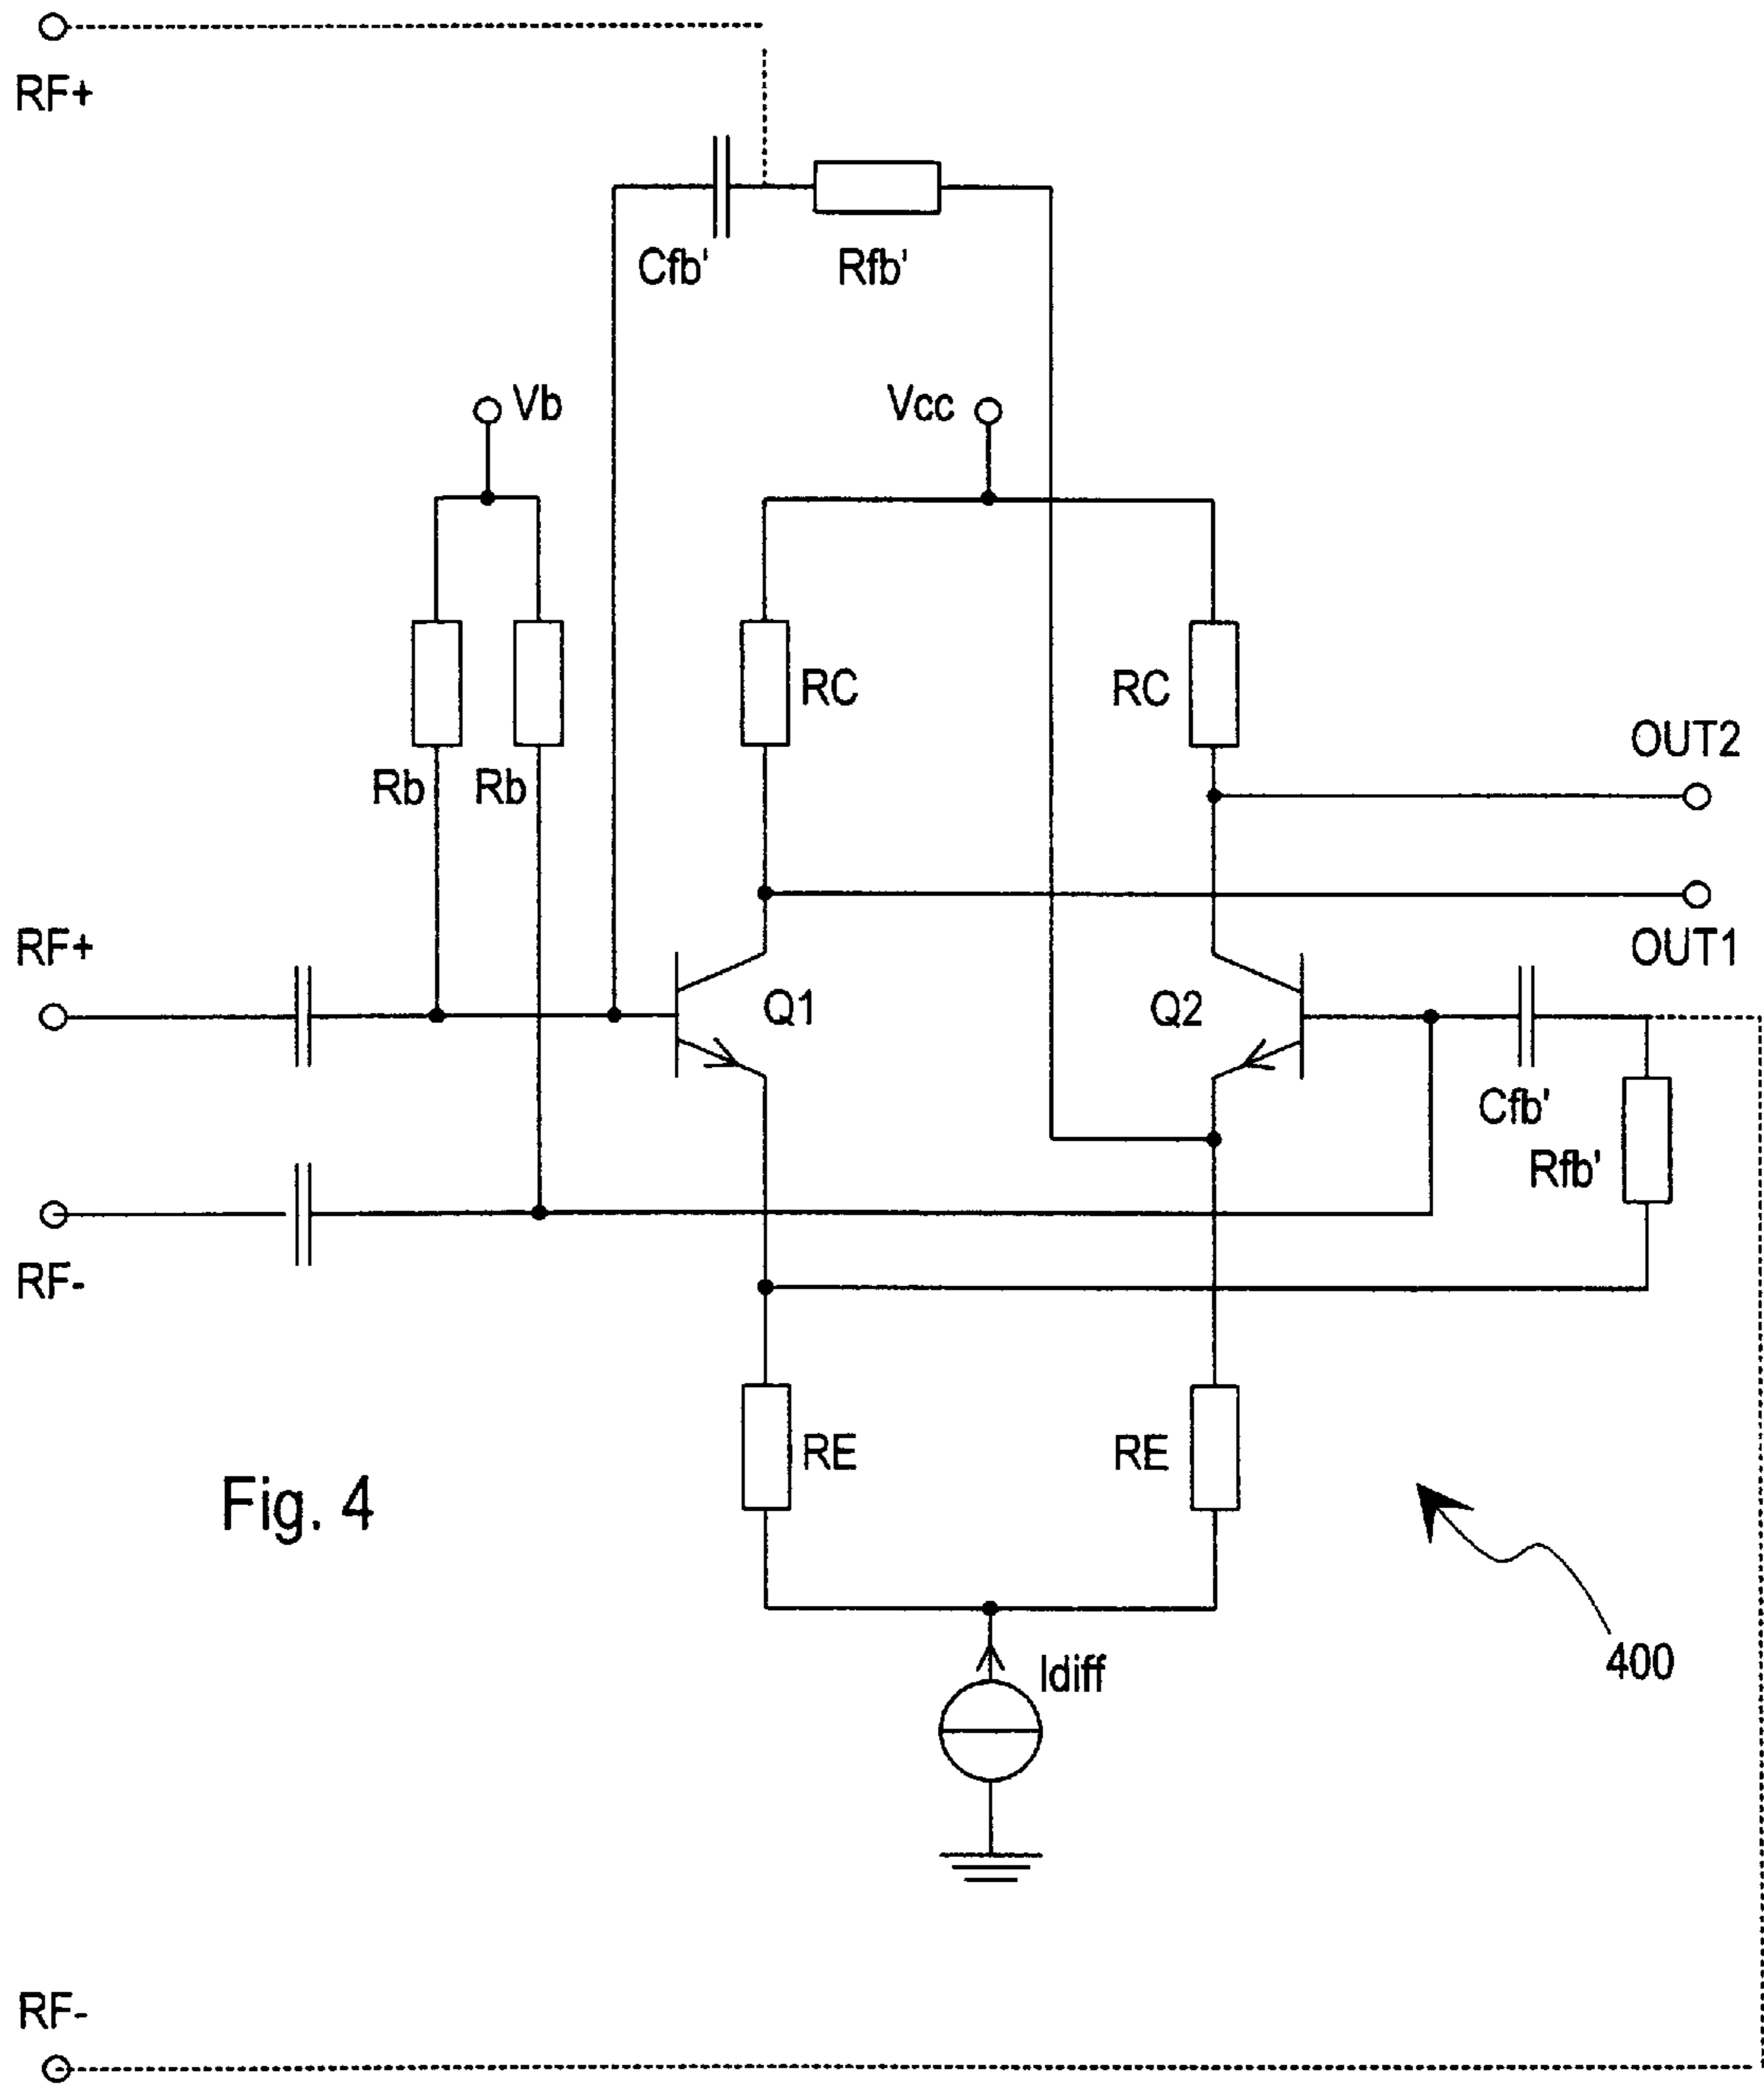 RF+
Cfb'
Rfb'
Vb
Vcc
RC
RC
OUT2
Rb
Rb
RF+
OUT1
Q1
Q2
Cfb'
Rfb'
RF-
RE
RE
Fig. 4
Idiff
400
RF-